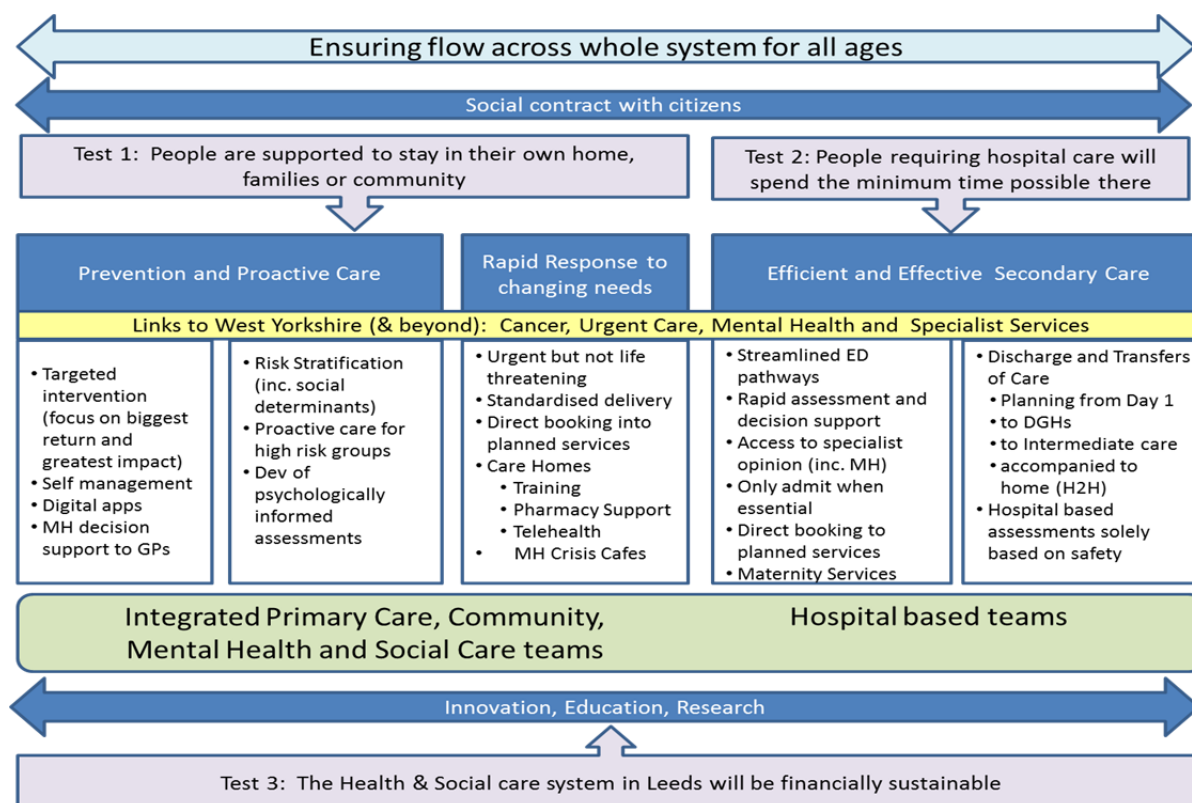 Ensuring flow across whole system for all ages
Social contract with citizens
Test 1: People are supported to stay in their own home,
families or community
Test 2: People requiring hospital care will
spend the minimum time possible there
Prevention and Proactive Care
Rapid Response to
changing needs
Efficient and Effective Secondary Care
Links to West Yorkshire (& beyond): Cancer, Urgent Care, Mental Health and Specialist Services
• Targeted
intervention
(focus on biggest
return and
greatest impact)
• Self management
• Digital apps
• MH decision
support to GPs
• Risk Stratification
(inc. social
determinants)
• Proactive care for
high risk groups
• Dev of
psychologically
informed
assessments
• Urgent but not life
threatening
• Standardised delivery
• Direct booking into
planned services
• Care Homes
• Training
• Pharmacy Support
• Telehealth
• MH Crisis Cafes
• Streamlined ED
pathways
• Rapid assessment and
decision support
• Access to specialist
opinion (inc. MH)
• Only admit when
essential
• Direct booking to
planned services
• Maternity Services
• Discharge and Transfers
of Care
• Planning from Day 1
• to DGHs
• to Intermediate care
• accompanied to
home (H2H)
• Hospital based
assessments solely
based on safety
Integrated Primary Care, Community,
Mental Health and Social Care teams
Hospital based teams
Innovation, Education, Research
Test 3: The Health & Social care system in Leeds will be financially sustainable